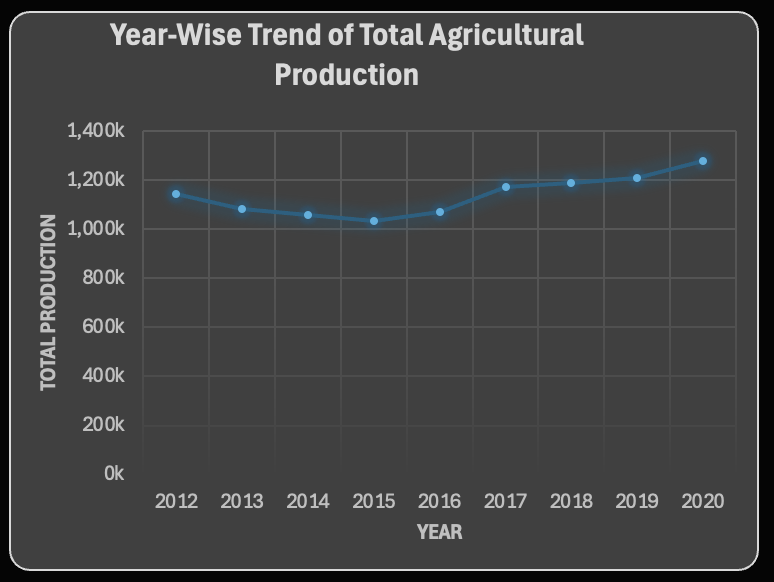 Year-Wise Trend of Total Agricultural
Production
1,400k
1,200k
1,000k
800k
600k
400k
200k
0k
TOTAL PRODUCTION
2012 2013 2014 2015 2016 2017 2018 2019 2020
YEAR